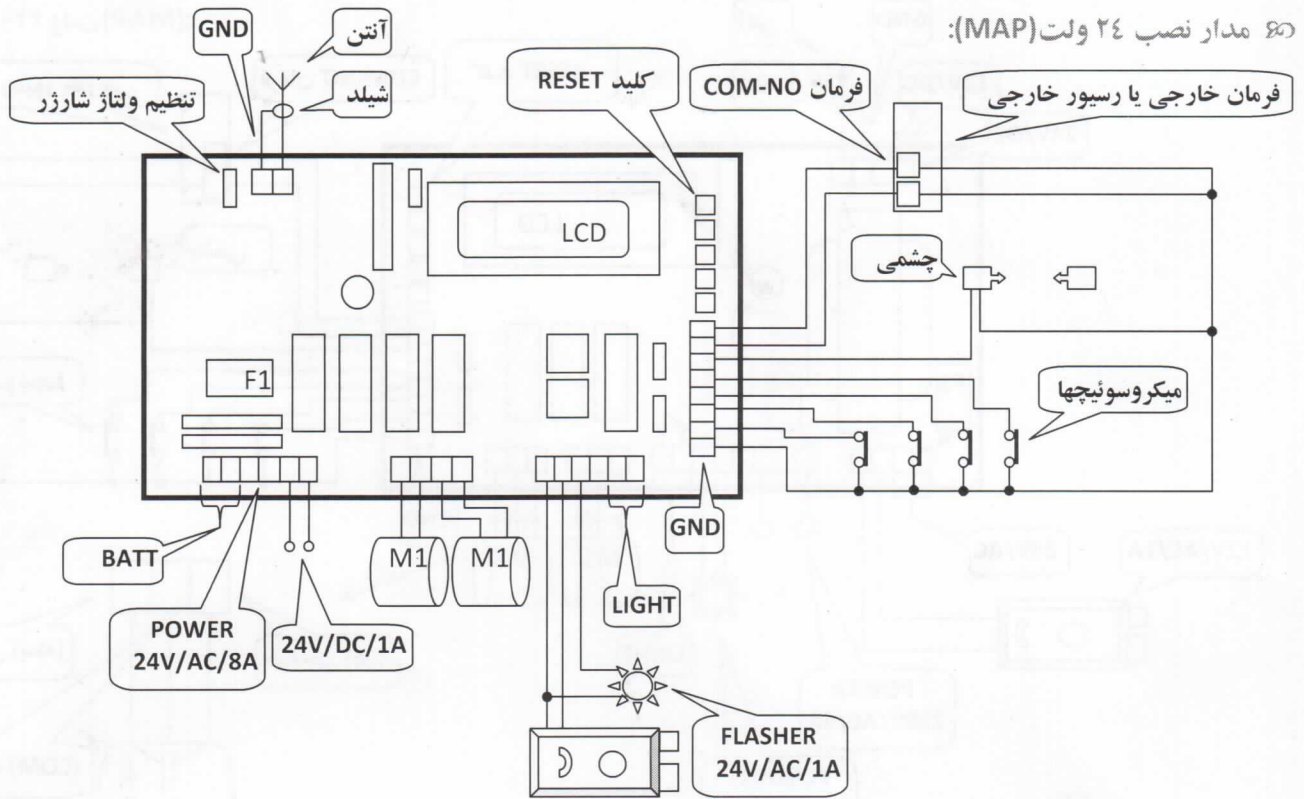 مدار نصب ٢٤ ولت(MAP):
GND
آنتن
شیلد
تنظیم ولتاژ شارژر
کلید RESET
فرمان COM-NO
فرمان خارجی یا رسیور خارجی
LCD
چشمی
F1
میکروسوئیچها
GND
BATT
M1
M1
LIGHT
POWER
24V/AC/8A
24V/DC/1A
FLASHER
24V/AC/1A